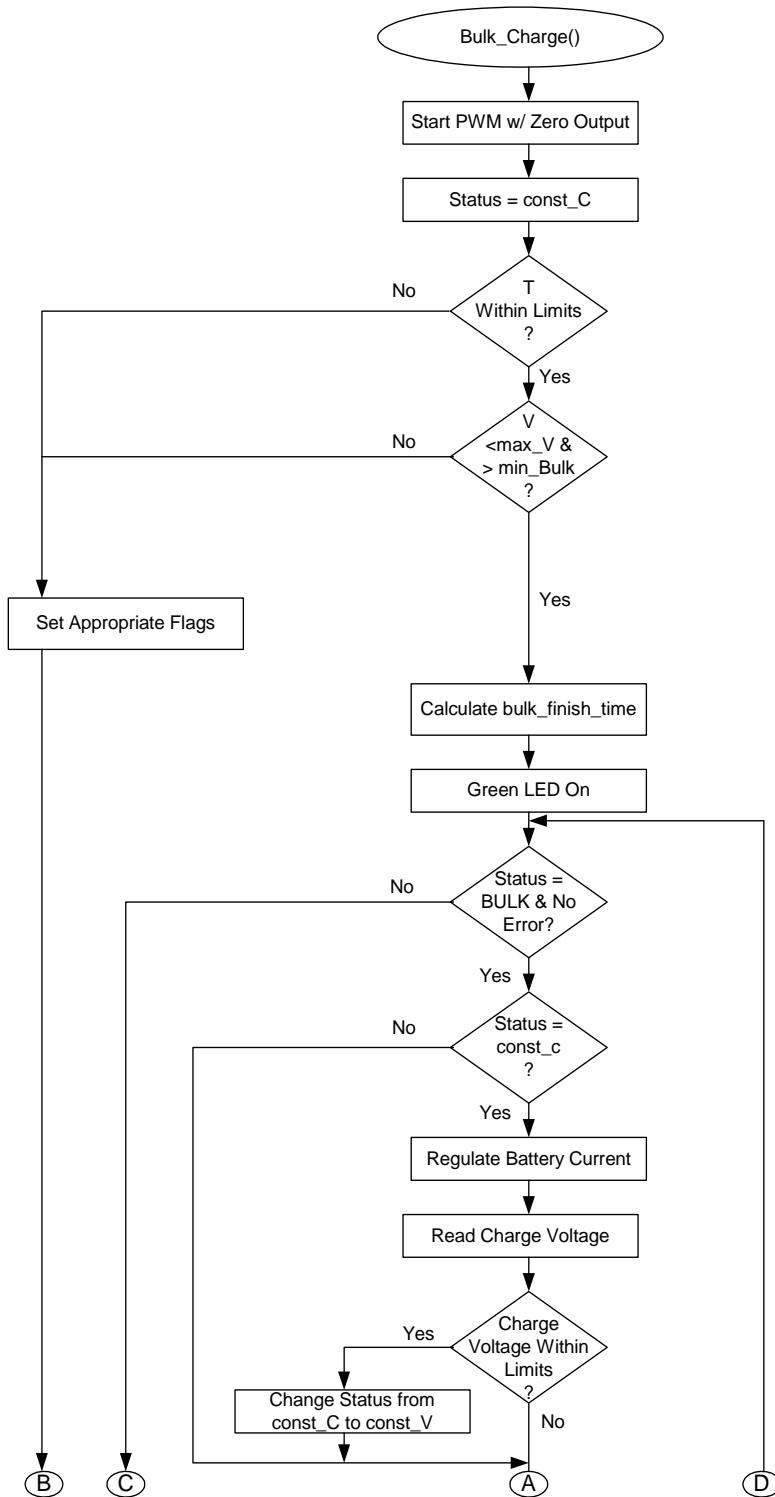 Bulk_Charge()
Start PWM w/ Zero Output
Status = const_C
No
T
Within Limits
?
Yes
No
V
<max_V &
> min_Bulk
?
Yes
Set Appropriate Flags
Calculate bulk_finish_time
Green LED On
No
Status =
BULK & No
Error?
Yes
No
Status =
const_c
?
Yes
Regulate Battery Current
Read Charge Voltage
Yes
Charge
Voltage Within
Limits
?
Change Status from
const_C to const_V
No
B
C
A
D